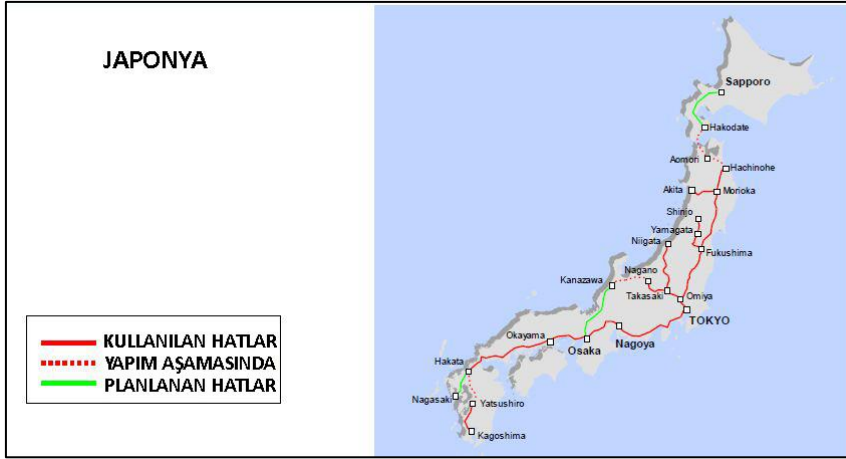 JAPONYA
Sapporo
Hakodate
Aomori
Hachinohe
Akita
Morioka
Shinjo
Yamagata
Niigata
Fukushima
Nagano
Kanazawa
Takasaki
Omiya
TOKYO
Okayama
Osaka
Nagoya
Hakata
Nagasaki
Yatsushiro
Kagoshima
KULLANILAN HATLAR
YAPIM AŞAMASINDA
PLANLANAN HATLAR